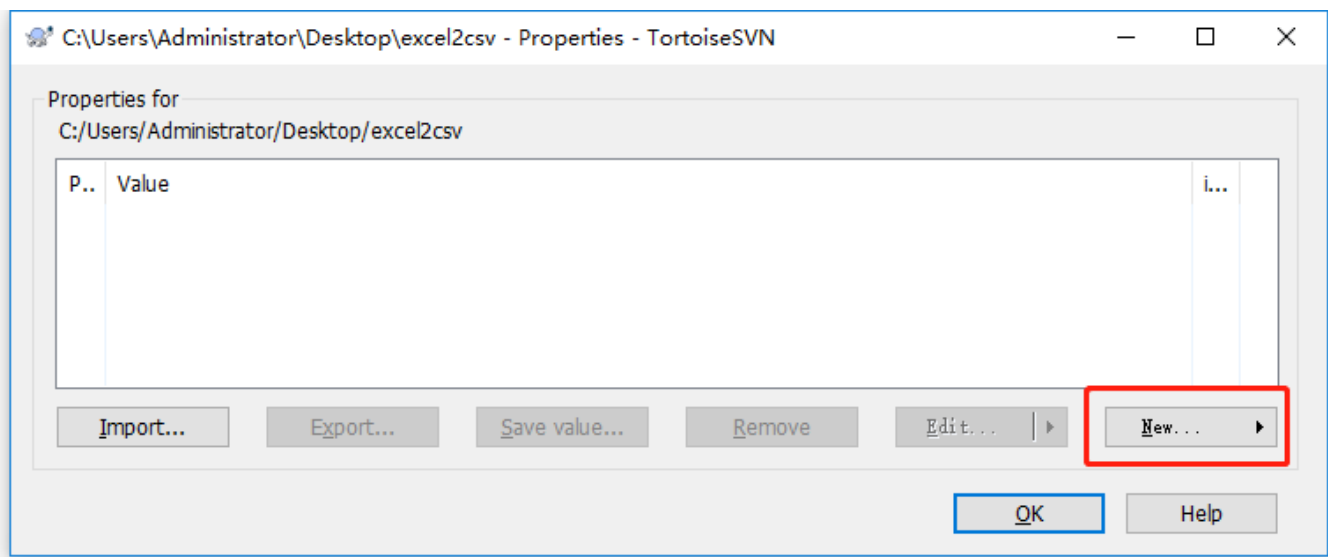 C:\Users\Administrator\Desktop\excel2csv - Properties - TortoiseSVN
Properties for
C:/Users/Administrator/Desktop/excel2csv
P.. Value i...
Import... Export... Save value... Remove Edit... New...
OK Help